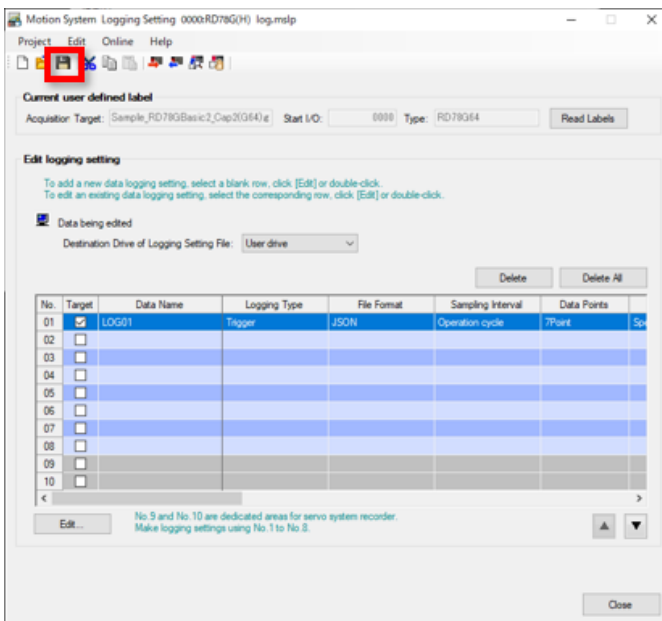 Motion System Logging Setting 0000:RD78G(H) log.mslp
Project Edit Online Help
Current user defined label
Acquisition Target: Sample_RD78GBasic2_Cap2(G64)g Start I/O: 0000 Type: RD78G64 Read Labels
Edit logging setting
To add a new data logging setting, select a blank row, click [Edit] or double-click.
To edit an existing data logging setting, select the corresponding row, click [Edit] or double-click.
Data being edited
Destination Drive of Logging Setting File: User drive
Delete Delete All
No. Target Data Name Logging Type File Format Sampling Interval Data Points
01 LOG01 Trigger JSON Operation cycle 7Point Spe
02
03
04
05
06
07
08
09
10
Edit...
No.9 and No.10 are dedicated areas for servo system recorder.
Make logging settings using No.1 to No.8.
Close